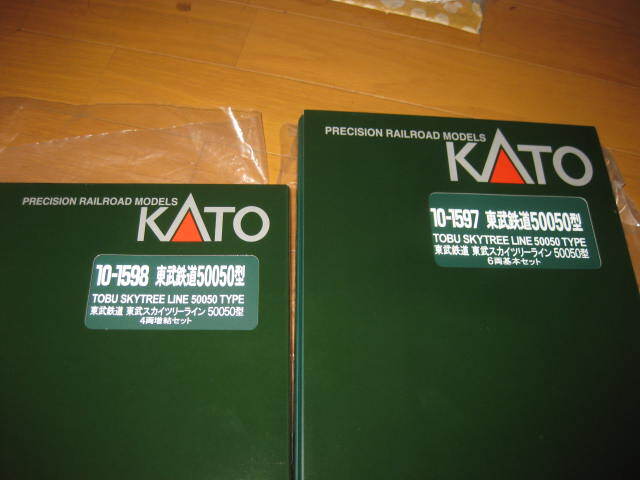 PRECISION RAILROAD MODELS
KATO
10-1598 東武鉄道50050型
TOBU SKYTREE LINE 50050 TYPE
東武鉄道 東武スカイツリーライン 50050型
4両増結セット
PRECISION RAILROAD MODELS
KATO
10-1597 東武鉄道50050型
TOBU SKYTREE LINE 50050 TYPE
東武鉄道 東武スカイツリーライン 50050型
6両基本セット